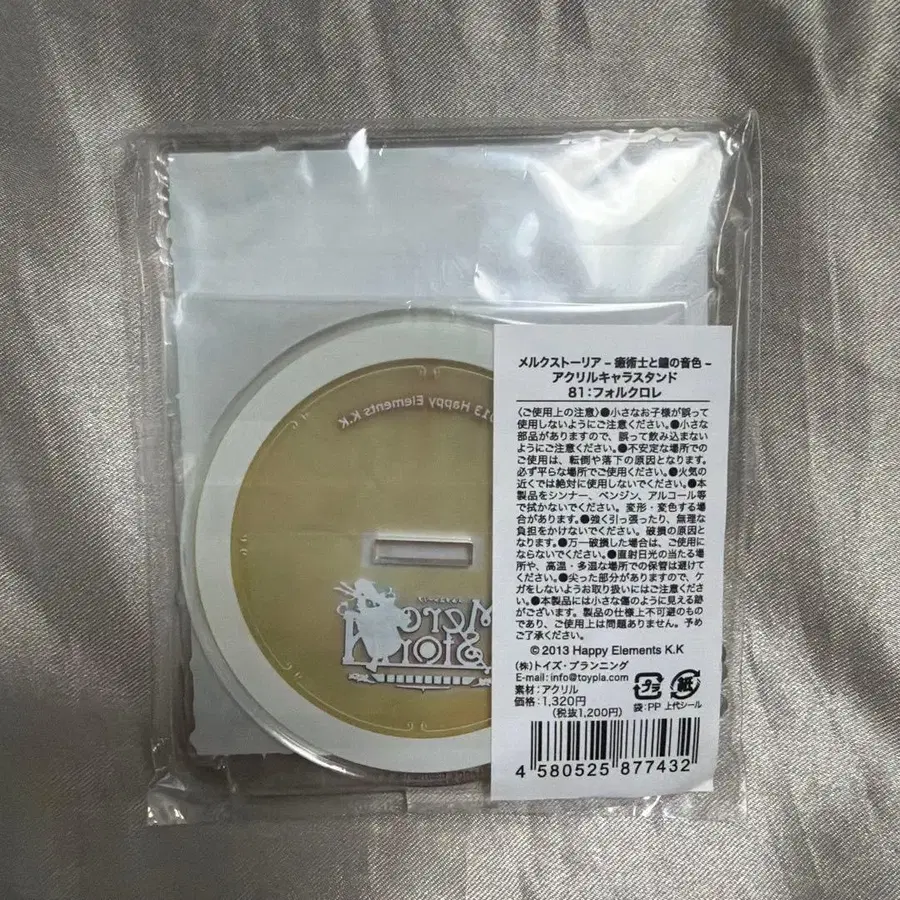 メルクストーリア - 癒術士と鐘の音色 -
アクリルキャラスタンド
81:フォルクロレ
〈ご使用上の注意〉●小さなお子様が誤って
使用しないようにご注意ください。●小さな
部品がありますので、誤って飲み込まない
ようにご注意ください。●不安定な場所での
ご使用は、転倒や落下の原因となります。
必ず平らな場所でご使用ください。●火気の
近くでは絶対に使用しないでください。●本
製品をシンナー、ベンジン、アルコール等
で拭かないでください。変形・変色する場
合があります。●強く引っ張ったり、無理な
負担をかけないでください。破損の原因と
なります。●万一破損した場合は、ご使用に
ならないでください。●直射日光の当たる場
所や、高温・多湿な場所での保管は避けて
ください。●尖った部分がありますので、ケ
ガをしないようお取り扱いにはご注意くださ
い。●本製品には小さな傷のように見える跡
がございます。製品の仕様上不可避のもの
であり、ご使用上は問題ありません。予め
ご了承ください。
© 2013 Happy Elements K.K
(株)トイズ・プランニング
E-mail: info@toypla.com
素材:アクリル
価格:1,320円
(税抜1,200円)
プラ
紙
袋:PP 上代シール
4 580525 877432
2013 Happy Elements K.K
Merc
Stori